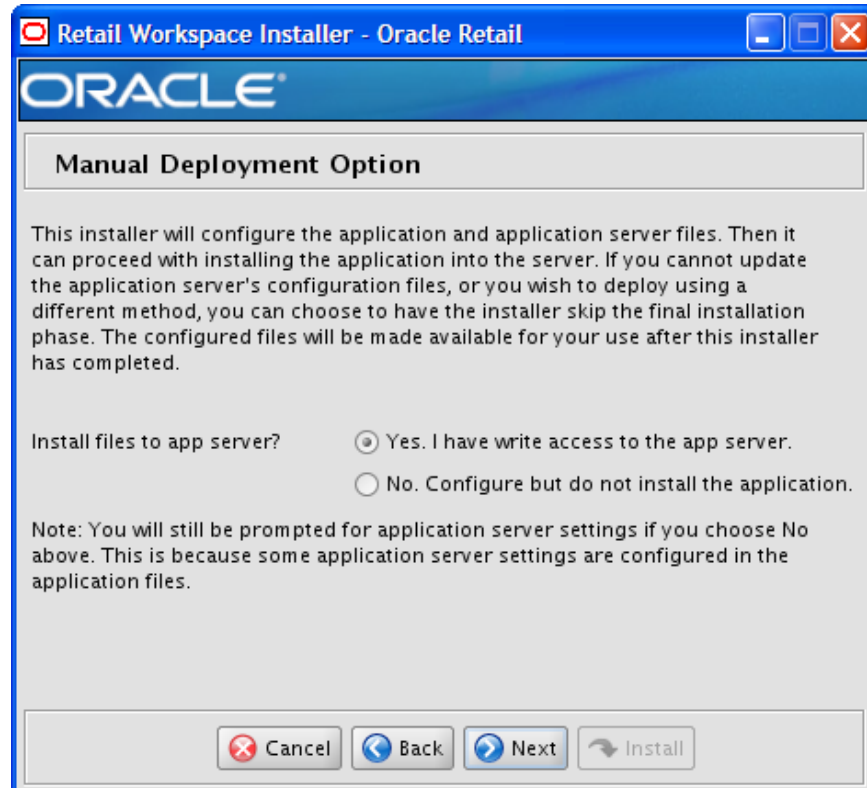 Retail Workspace Installer - Oracle Retail
ORACLE®
Manual Deployment Option
This installer will configure the application and application server files. Then it
can proceed with installing the application into the server. If you cannot update
the application server's configuration files, or you wish to deploy using a
different method, you can choose to have the installer skip the final installation
phase. The configured files will be made available for your use after this installer
has completed.
Install files to app server? Yes. I have write access to the app server.
No. Configure but do not install the application.
Note: You will still be prompted for application server settings if you choose No
above. This is because some application server settings are configured in the
application files.
Cancel Back Next Install